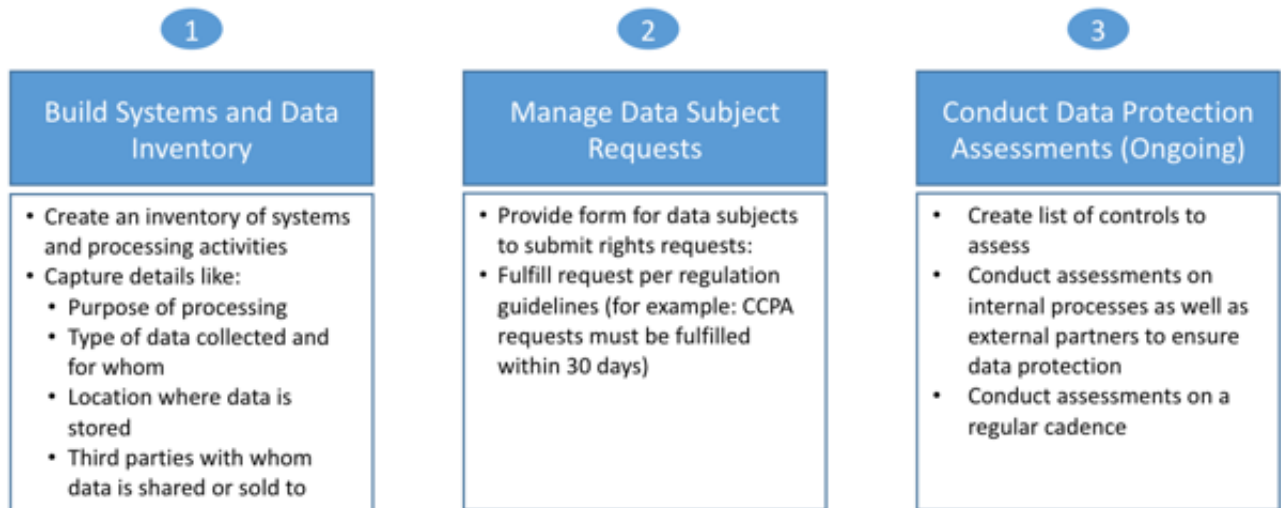 1
Build Systems and Data
Inventory
• Create an inventory of systems
and processing activities
• Capture details like:
• Purpose of processing
• Type of data collected and
for whom
• Location where data is
stored
• Third parties with whom
data is shared or sold to
2
Manage Data Subject
Requests
• Provide form for data subjects
to submit rights requests:
• Fulfill request per regulation
guidelines (for example: CCPA
requests must be fulfilled
within 30 days)
3
Conduct Data Protection
Assessments (Ongoing)
• Create list of controls to
assess
• Conduct assessments on
internal processes as well as
external partners to ensure
data protection
• Conduct assessments on a
regular cadence